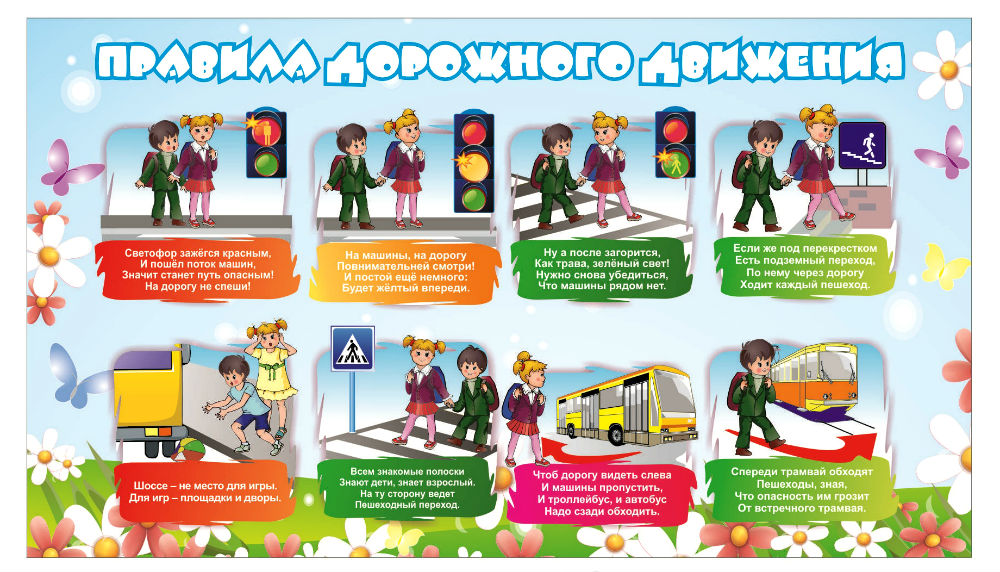 ПРАВИЛА ДОРОЖНОГО ДВИЖЕНИЯ
Светофор зажёгся красным,
И пошёл поток машин,
Значит станет путь опасным!
На дорогу не спеши!
На машины, на дорогу
Повнимательней смотри!
И постой ещё немного:
Будет жёлтый впереди.
Ну а после загорится,
Как трава, зелёный свет!
Нужно снова убедиться,
Что машины рядом нет.
Если же под перекрестком
Есть подземный переход,
По нему через дорогу
Ходит каждый пешеход.
Шоссе – не место для игры.
Для игр – площадки и дворы.
Всем знакомые полоски
Знают дети, знает взрослый.
На ту сторону ведет
Пешеходный переход.
Чтоб дорогу видеть слева
И машины пропустить,
И троллейбус, и автобус
Надо сзади обходить.
Спереди трамвай обходят
Пешеходы, зная,
Что опасность им грозит
От встречного трамвая.